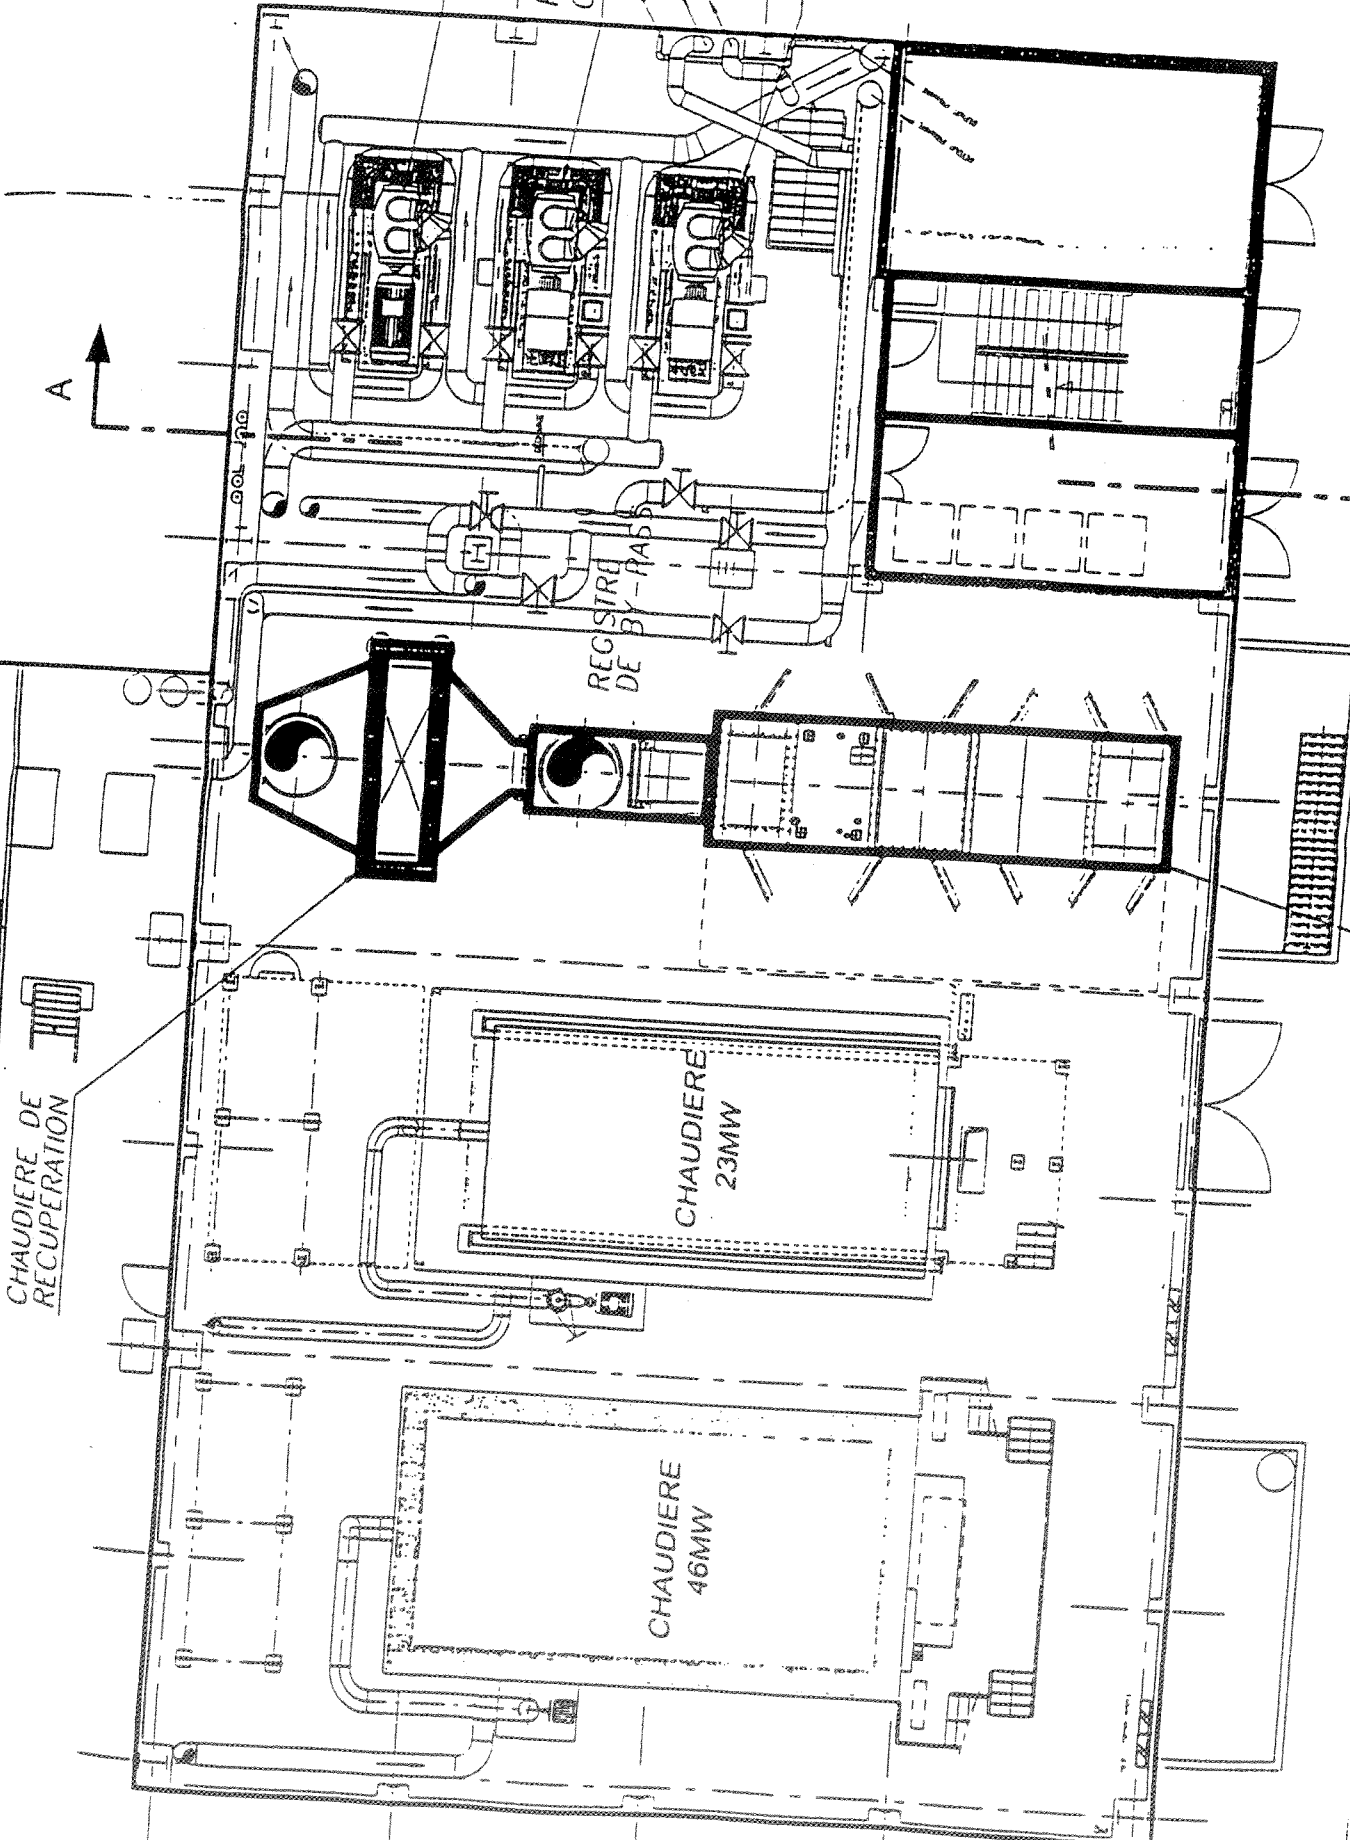 A
REGISTRE
DE BY-PASS
CHAUDIERE DE
RECUPERATION
CHAUDIERE
23MW
CHAUDIERE
46MW